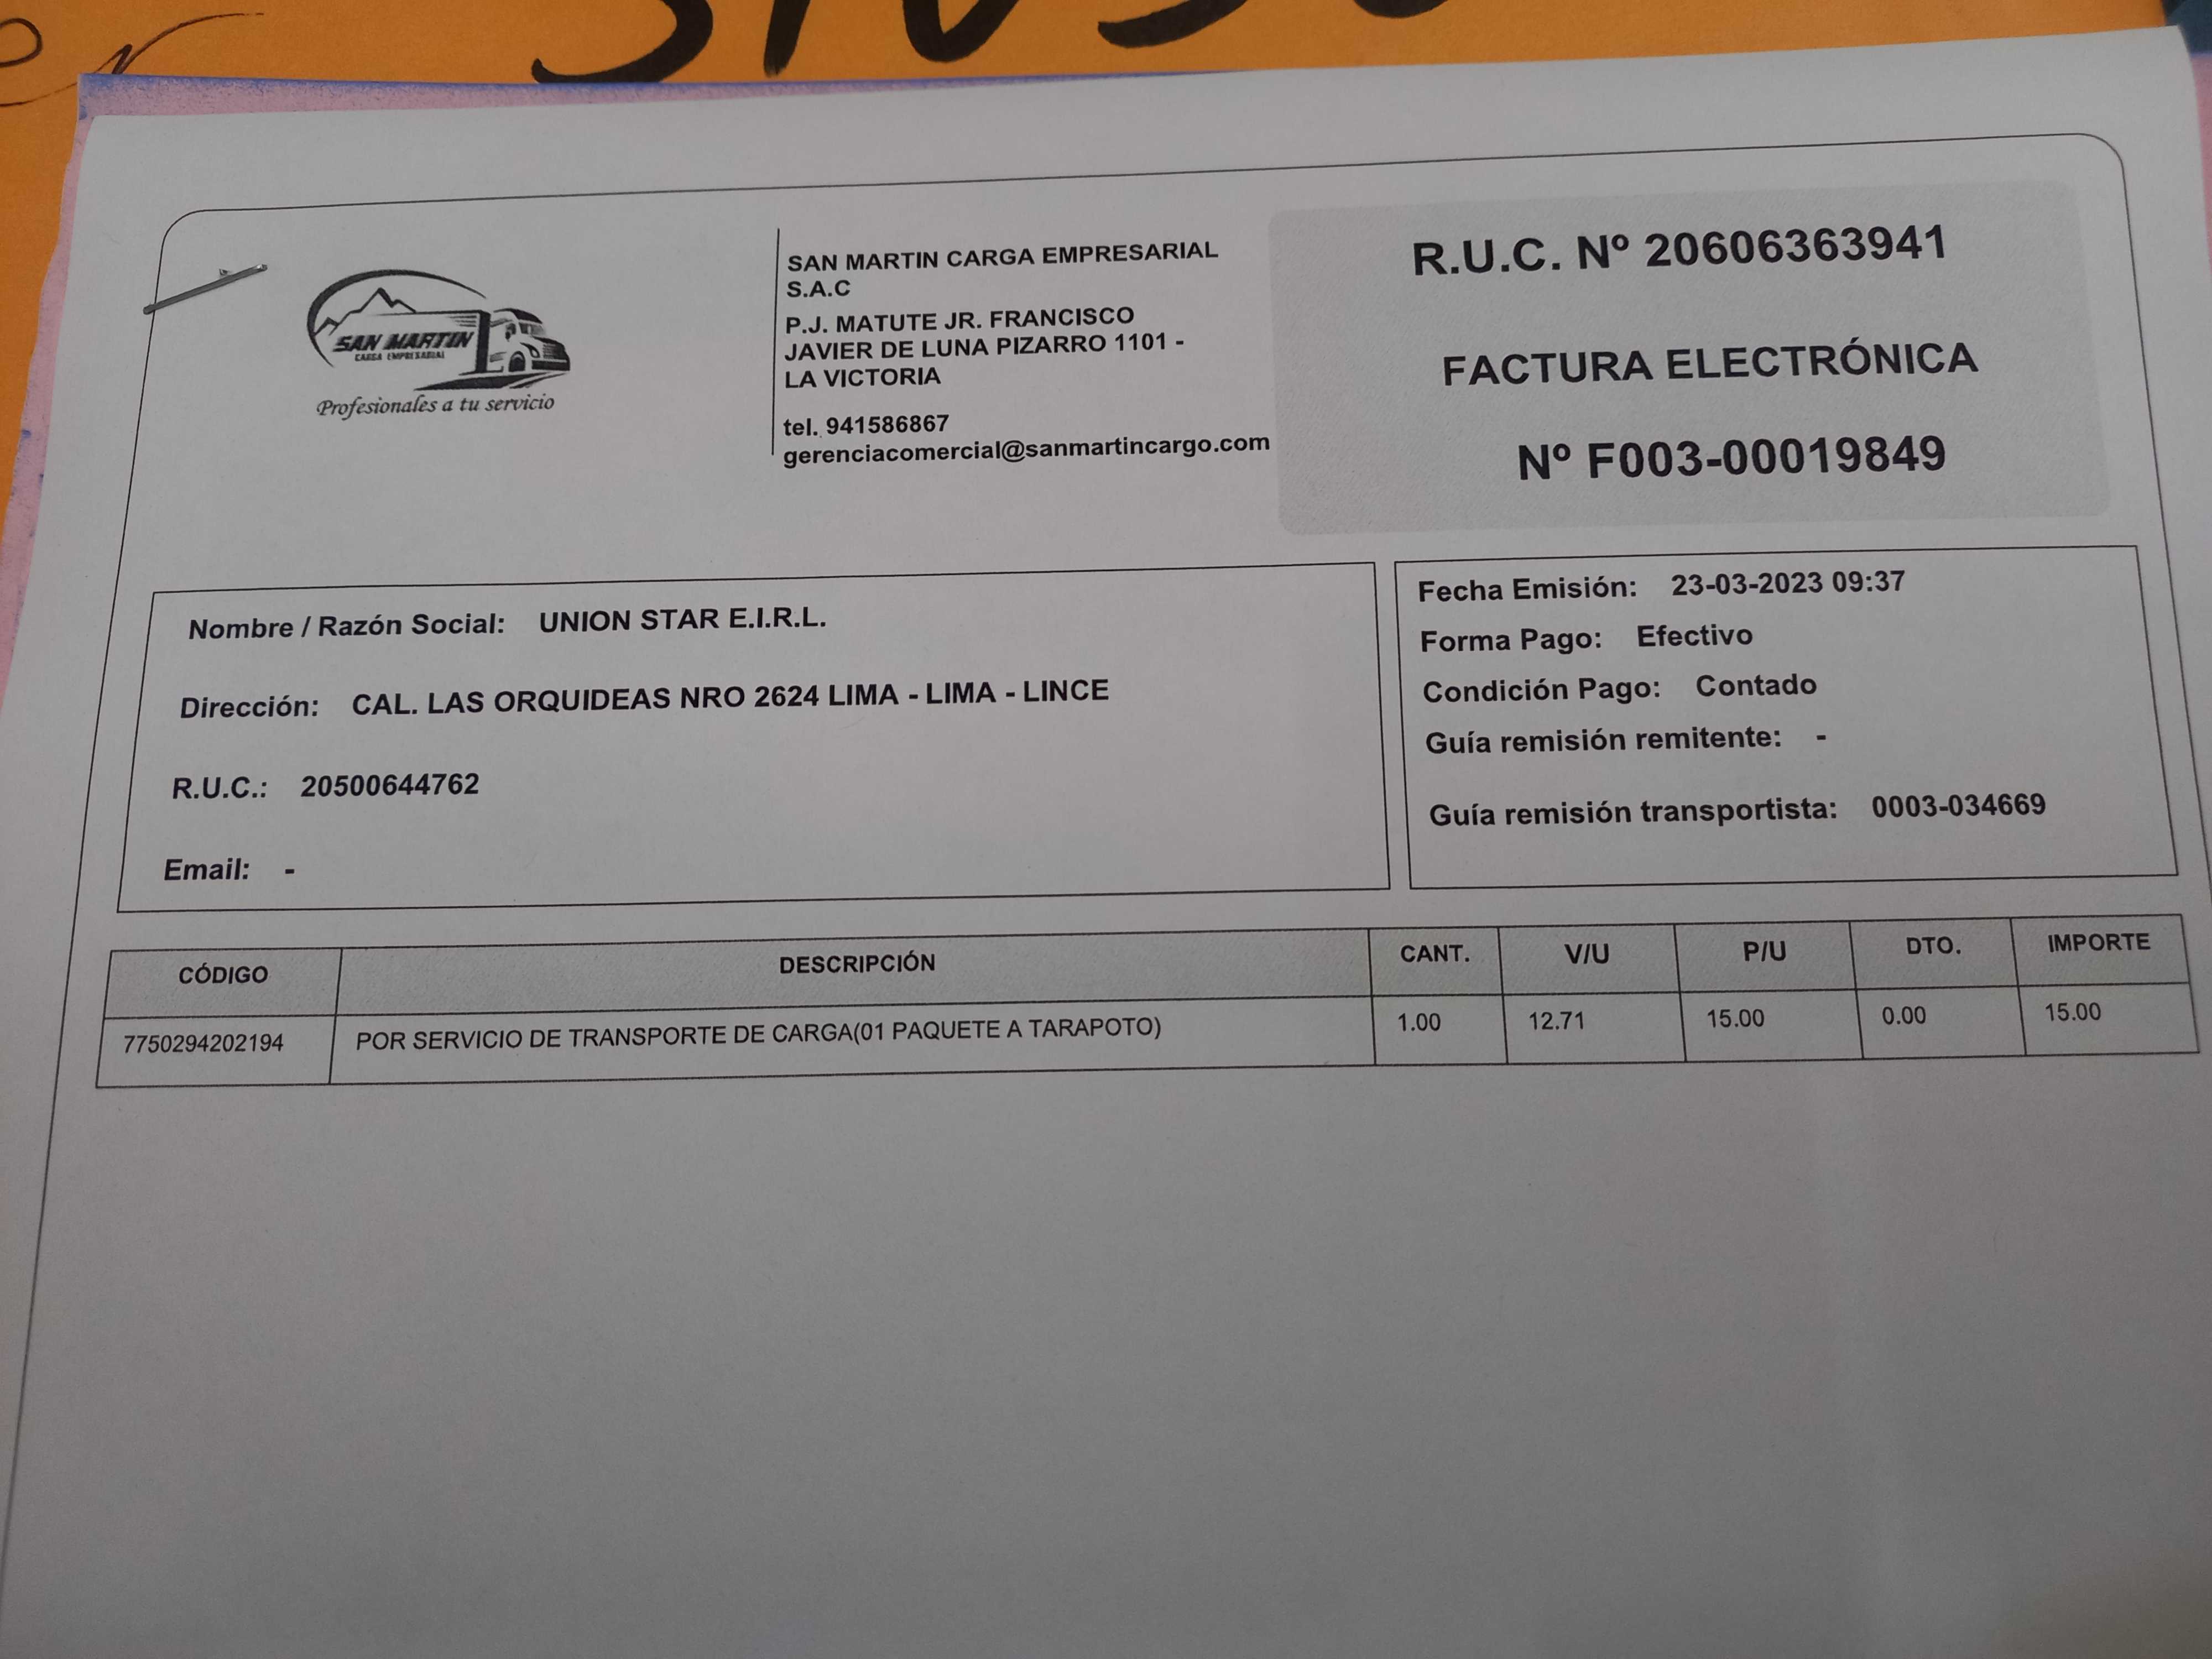 SAN MARTIN
CARGA EMPRESARIAL
Profesionales a tu servicio
SAN MARTIN CARGA EMPRESARIAL
S.A.C
P.J. MATUTE JR. FRANCISCO
JAVIER DE LUNA PIZARRO 1101 -
LA VICTORIA
tel. 941586867
gerenciacomercial@sanmartincargo.com
R.U.C. Nº 20606363941
FACTURA ELECTRÓNICA
Nº F003-00019849
Nombre / Razón Social: UNION STAR E.I.R.L.
Dirección: CAL. LAS ORQUIDEAS NRO 2624 LIMA - LIMA - LINCE
R.U.C.: 20500644762
Email: -
Fecha Emisión: 23-03-2023 09:37
Forma Pago: Efectivo
Condición Pago: Contado
Guía remisión remitente: -
Guía remisión transportista: 0003-034669
CÓDIGO DESCRIPCIÓN CANT. V/U P/U DTO. IMPORTE
7750294202194 POR SERVICIO DE TRANSPORTE DE CARGA(01 PAQUETE A TARAPOTO) 1.00 12.71 15.00 0.00 15.00